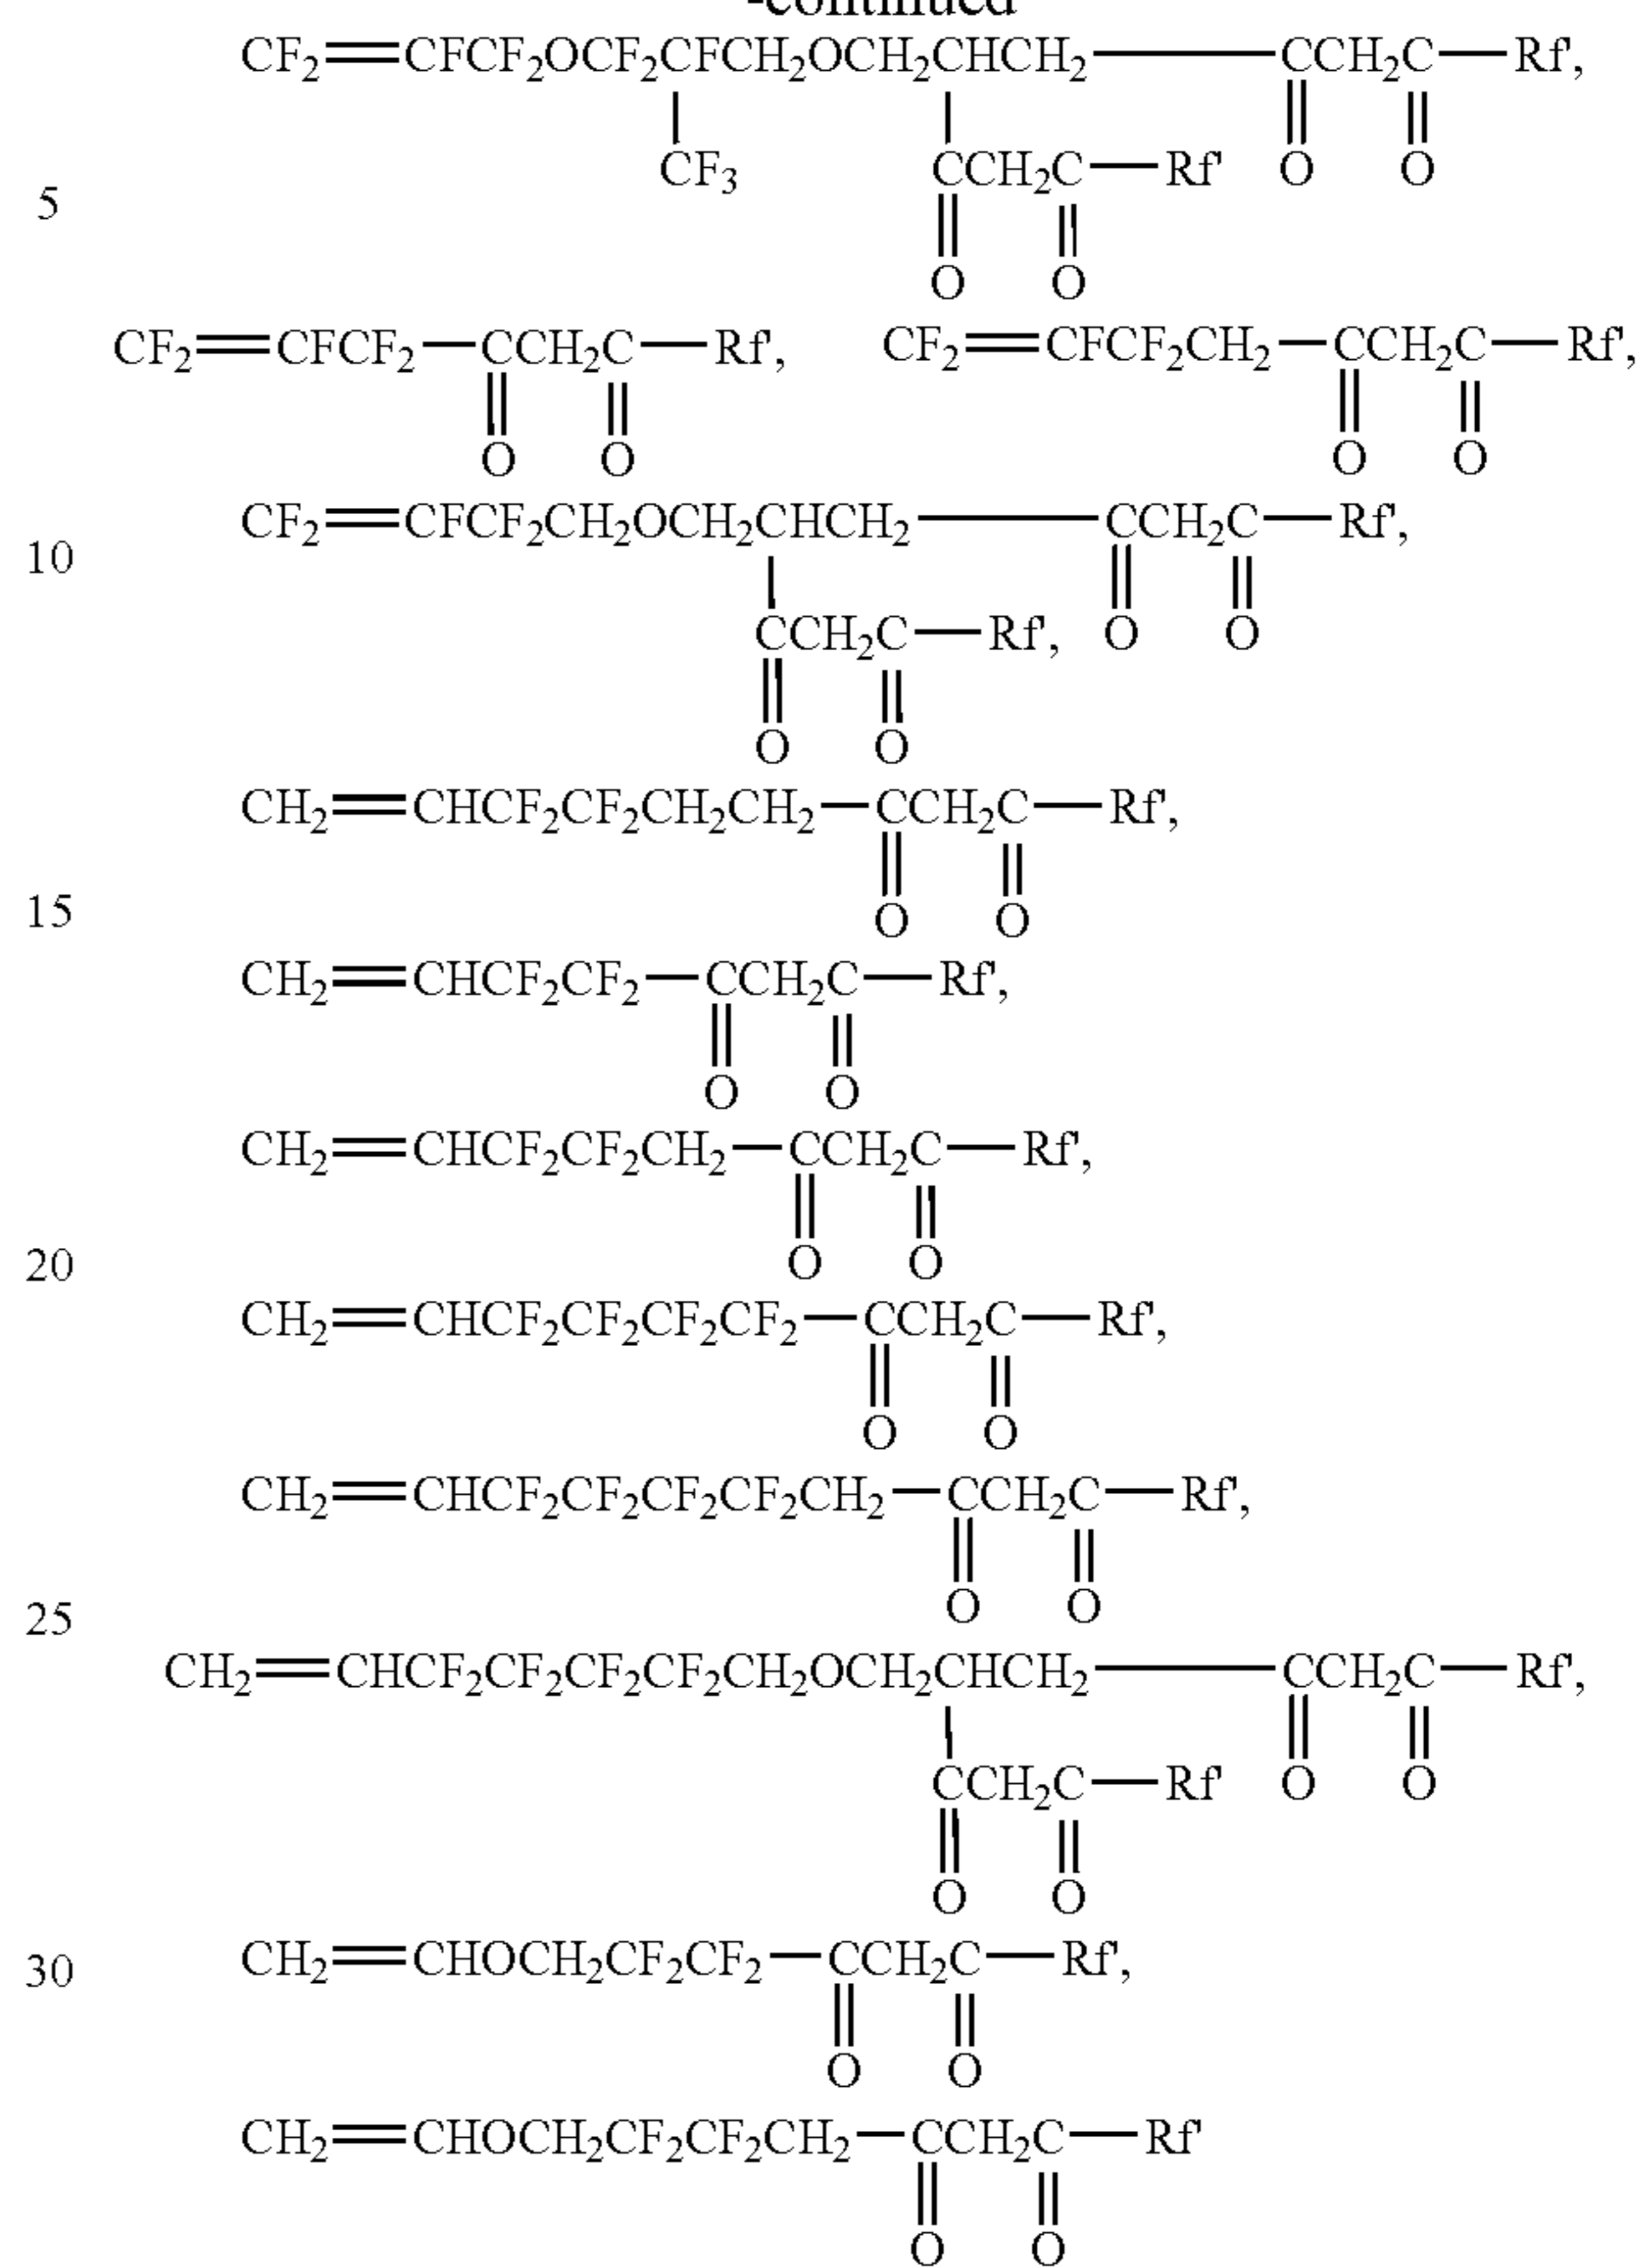 -continued
CF₂=CFCF₂OCF₂CFCH₂OCH₂CHCH₂—CCH₂C—Rf',
CF₃ CCH₂C—Rf' O O
5
O O
CF₂=CFCF₂—CCH₂C—Rf', CF₂=CFCF₂CH₂—CCH₂C—Rf',
O O O O
CF₂=CFCF₂CH₂OCH₂CHCH₂—CCH₂C—Rf',
10
CCH₂C—Rf', O O
O O
CH₂=CHCF₂CF₂CH₂CH₂—CCH₂C—Rf',
15
O O
CH₂=CHCF₂CF₂—CCH₂C—Rf',
O O
CH₂=CHCF₂CF₂CH₂—CCH₂C—Rf',
20
O O
CH₂=CHCF₂CF₂CF₂CF₂—CCH₂C—Rf',
O O
CH₂=CHCF₂CF₂CF₂CF₂CH₂—CCH₂C—Rf',
O O
25
CH₂=CHCF₂CF₂CF₂CF₂CH₂OCH₂CHCH₂—CCH₂C—Rf',
CCH₂C—Rf' O O
O O
30 CH₂=CHOCH₂CF₂CF₂—CCH₂C—Rf',
O O
CH₂=CHOCH₂CF₂CF₂CH₂—CCH₂C—Rf'
O O